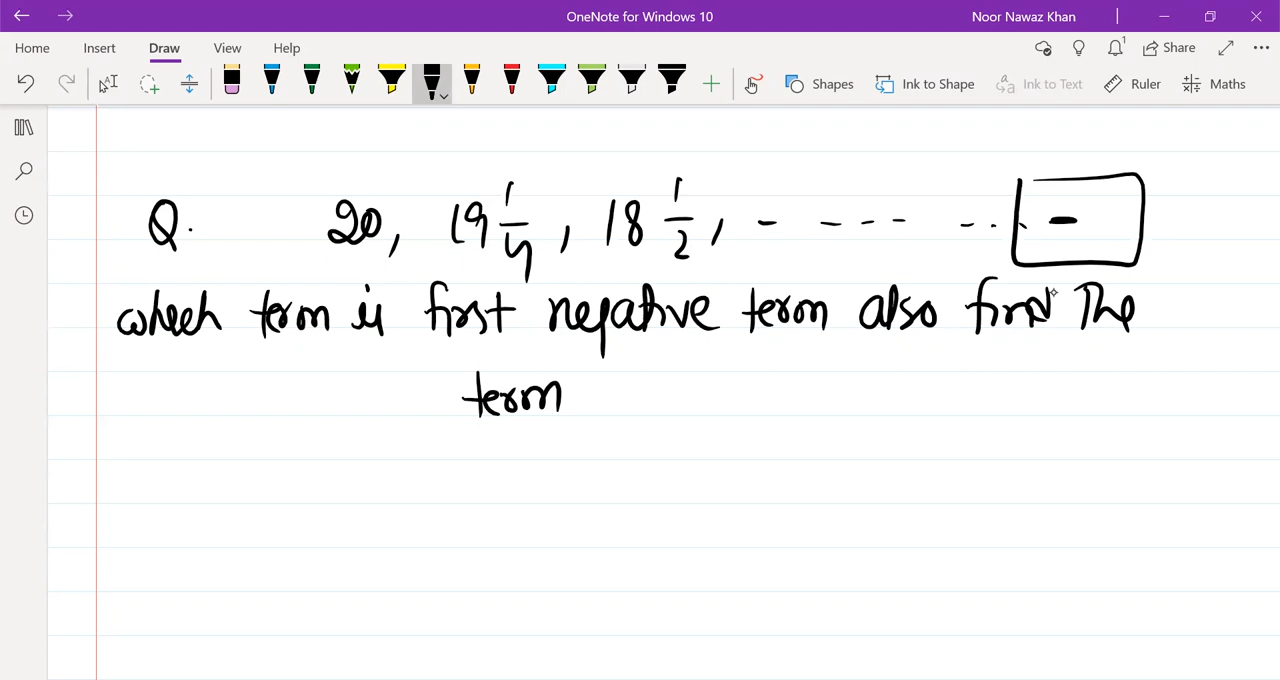 OneNote for Windows 10
Noor Nawaz Khan
Home Insert Draw View Help
1
Share
Shapes Ink to Shape Ink to Text Ruler Maths
Q. 20, 19 1/4, 18 1/2, - - - - - - - - -
which term is first negative term also find The
term